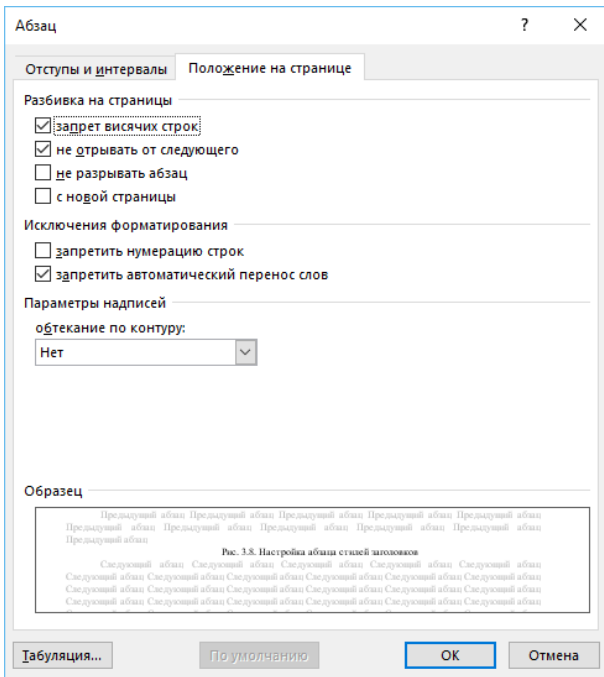 Абзац ? ×
Отступы и интервалы Положение на странице
Разбивка на страницы
запрет висячих строк
не отрывать от следующего
не разрывать абзац
с новой страницы
Исключения форматирования
запретить нумерацию строк
запретить автоматический перенос слов
Параметры надписей
обтекание по контуру:
Нет
Образец
Предыдущий абзац Предыдущий абзац Предыдущий абзац Предыдущий абзац Предыдущий абзац
Предыдущий абзац Предыдущий абзац Предыдущий абзац Предыдущий абзац Предыдущий абзац
Предыдущий абзац
Рис. 3.8. Настройка абзаца стилей заголовков
Следующий абзац Следующий абзац Следующий абзац Следующий абзац Следующий абзац
Следующий абзац Следующий абзац Следующий абзац Следующий абзац Следующий абзац Следующий абзац
Следующий абзац Следующий абзац Следующий абзац Следующий абзац Следующий абзац Следующий абзац
Следующий абзац Следующий абзац Следующий абзац Следующий абзац Следующий абзац Следующий абзац
Табуляция... По умолчанию ОК Отмена